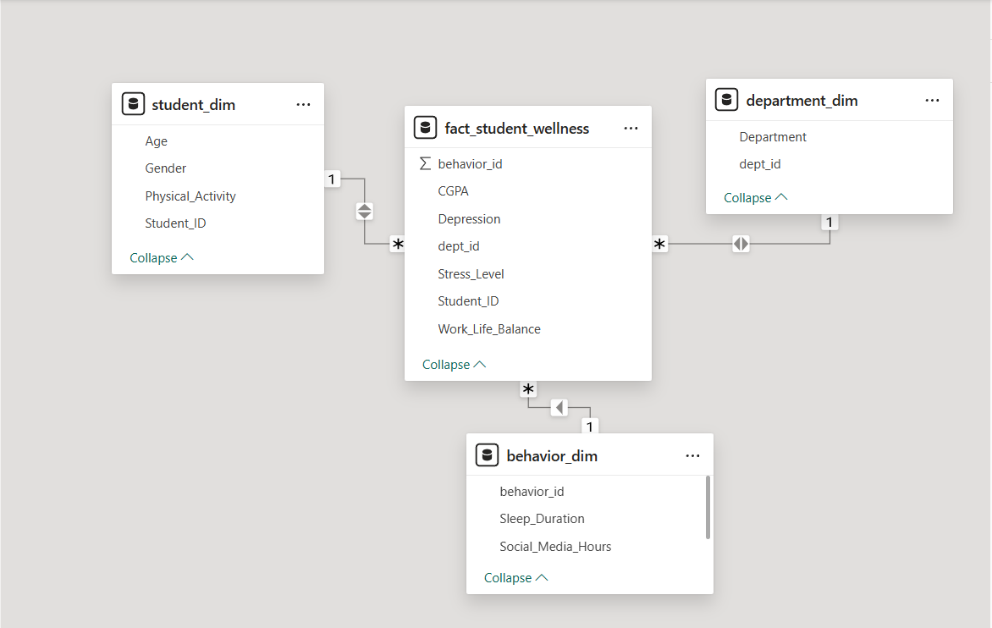 student_dim ...
Age
Gender
Physical_Activity
Student_ID
Collapse
1
*
fact_student_wellness ...
Σ behavior_id
CGPA
Depression
dept_id
Stress_Level
Student_ID
Work_Life_Balance
Collapse
department_dim ...
Department
dept_id
Collapse
1
*
*
1
behavior_dim ...
behavior_id
Sleep_Duration
Social_Media_Hours
Collapse